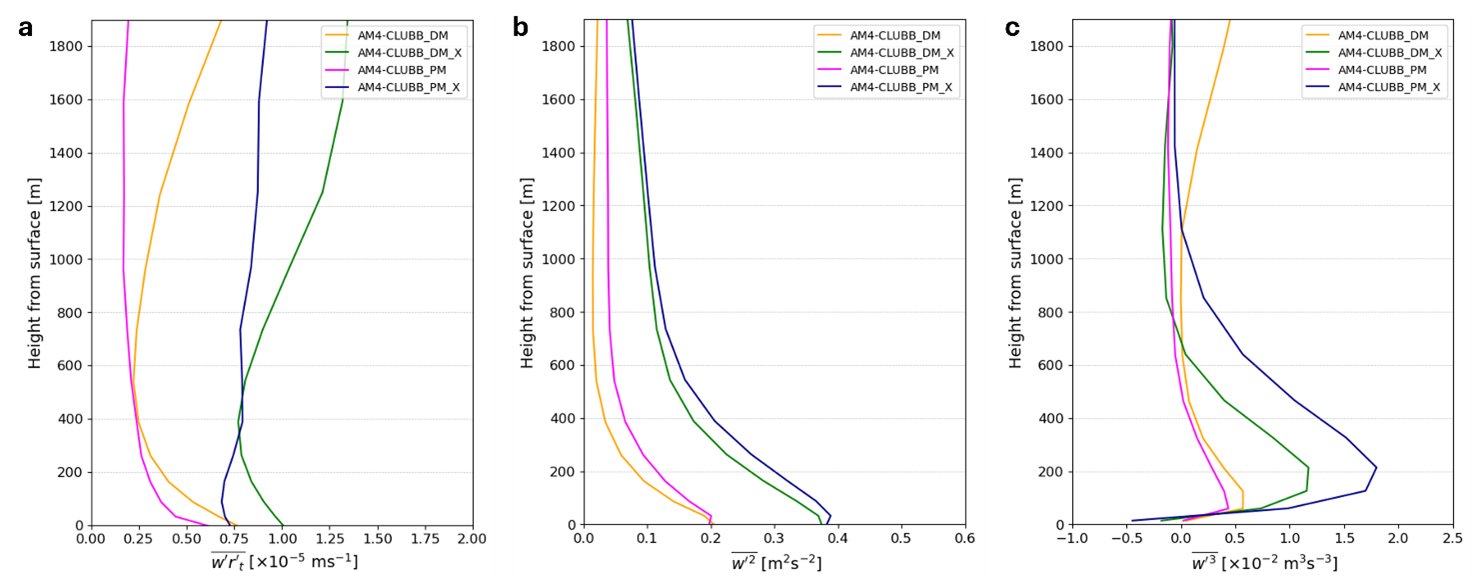 a
1800
1600
1400
1200
1000
800
600
400
200
0
Height from surface [m]
AM4-CLUBB_DM
AM4-CLUBB_DM_X
AM4-CLUBB_PM
AM4-CLUBB_PM_X
0.00 0.25 0.50 0.75 1.00 1.25 1.50 1.75 2.00
w′r′ₜ [×10⁻⁵ ms⁻¹]
b
1800
1600
1400
1200
1000
800
600
400
200
0
Height from surface [m]
AM4-CLUBB_DM
AM4-CLUBB_DM_X
AM4-CLUBB_PM
AM4-CLUBB_PM_X
0.0 0.1 0.2 0.3 0.4 0.5 0.6
w′² [m²s⁻²]
c
1800
1600
1400
1200
1000
800
600
400
200
0
Height from surface [m]
AM4-CLUBB_DM
AM4-CLUBB_DM_X
AM4-CLUBB_PM
AM4-CLUBB_PM_X
−1.0 −0.5 0.0 0.5 1.0 1.5 2.0 2.5
w′³ [×10⁻² m³s⁻³]